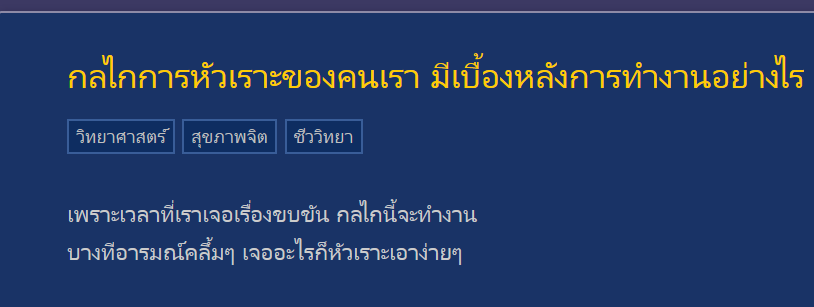 กลไกการหัวเราะของคนเรา มีเบื้องหลังการทำงานอย่างไร
วิทยาศาสตร์ สุขภาพจิต ชีววิทยา
เพราะเวลาที่เราเจอเรื่องขบขัน กลไกนี้จะทำงาน
บางทีอารมณ์คลึ้มๆ เจออะไรก็หัวเราะเอาง่ายๆ